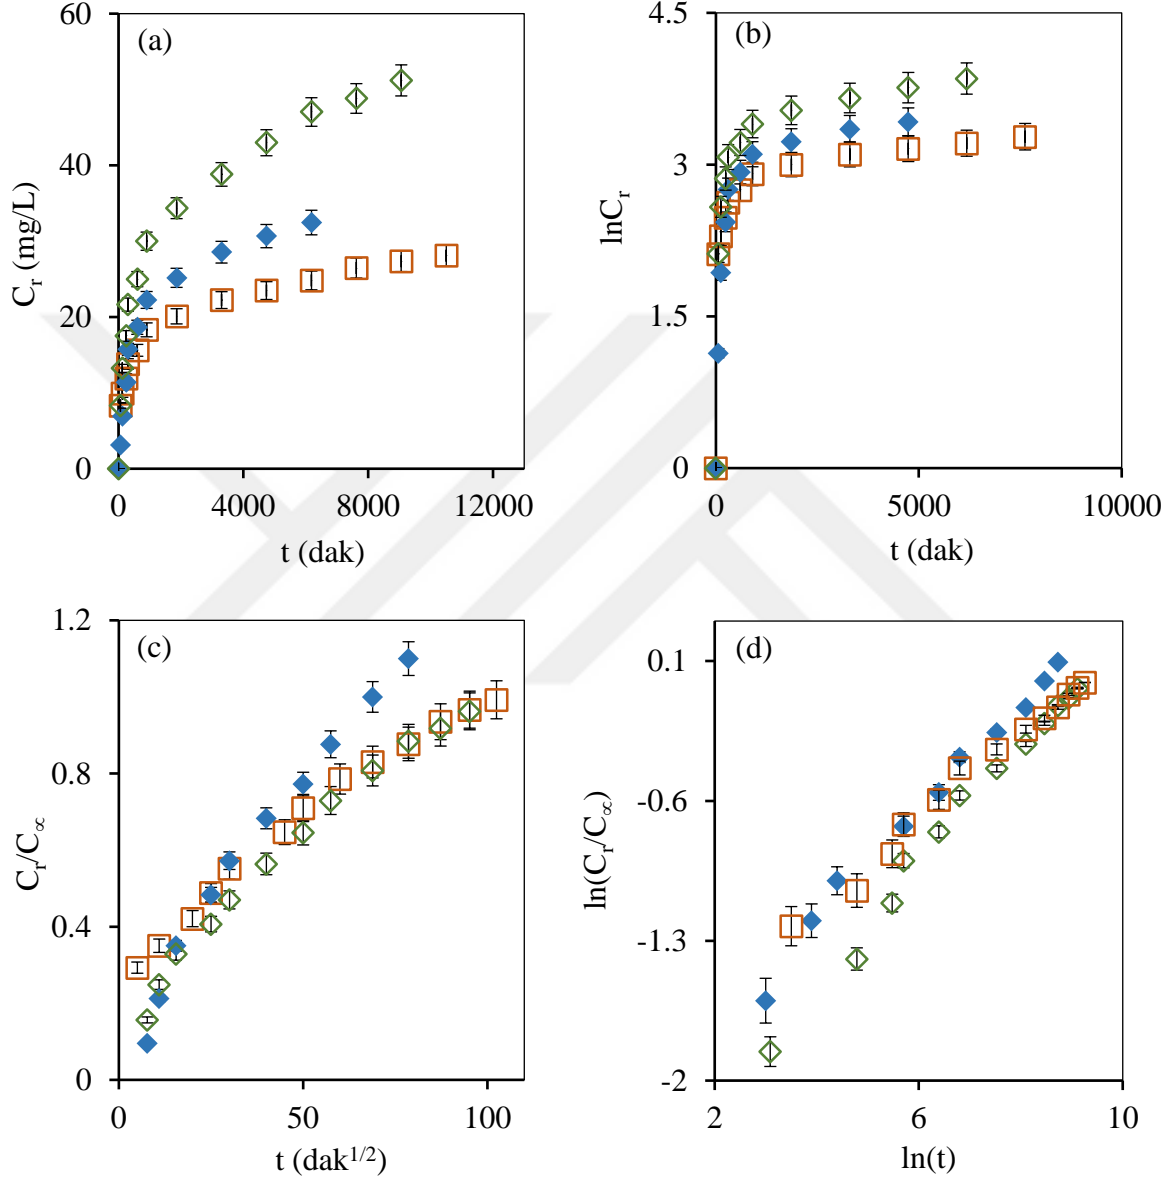 (a)
60
40
20
0
C_r (mg/L)
0 4000 8000 12000
t (dak)
(b)
4.5
3
1.5
0
lnC_r
0 5000 10000
t (dak)
(c)
1.2
0.8
0.4
0
C_r/C_∝
0 50 100
t (dak^1/2)
(d)
0.1
-0.6
-1.3
-2
ln(C_r/C_∝)
2 6 10
ln(t)